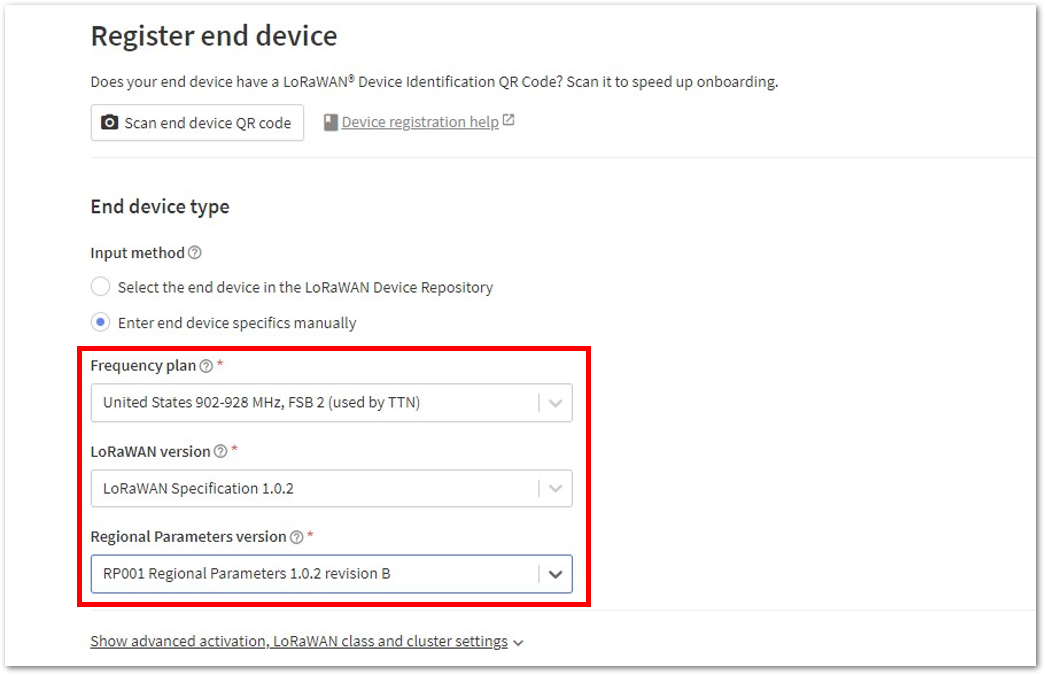 Register end device
Does your end device have a LoRaWAN® Device Identification QR Code? Scan it to speed up onboarding.
Scan end device QR code
Device registration help
End device type
Input method
Select the end device in the LoRaWAN Device Repository
Enter end device specifics manually
Frequency plan *
United States 902-928 MHz, FSB 2 (used by TTN)
LoRaWAN version *
LoRaWAN Specification 1.0.2
Regional Parameters version *
RP001 Regional Parameters 1.0.2 revision B
Show advanced activation, LoRaWAN class and cluster settings